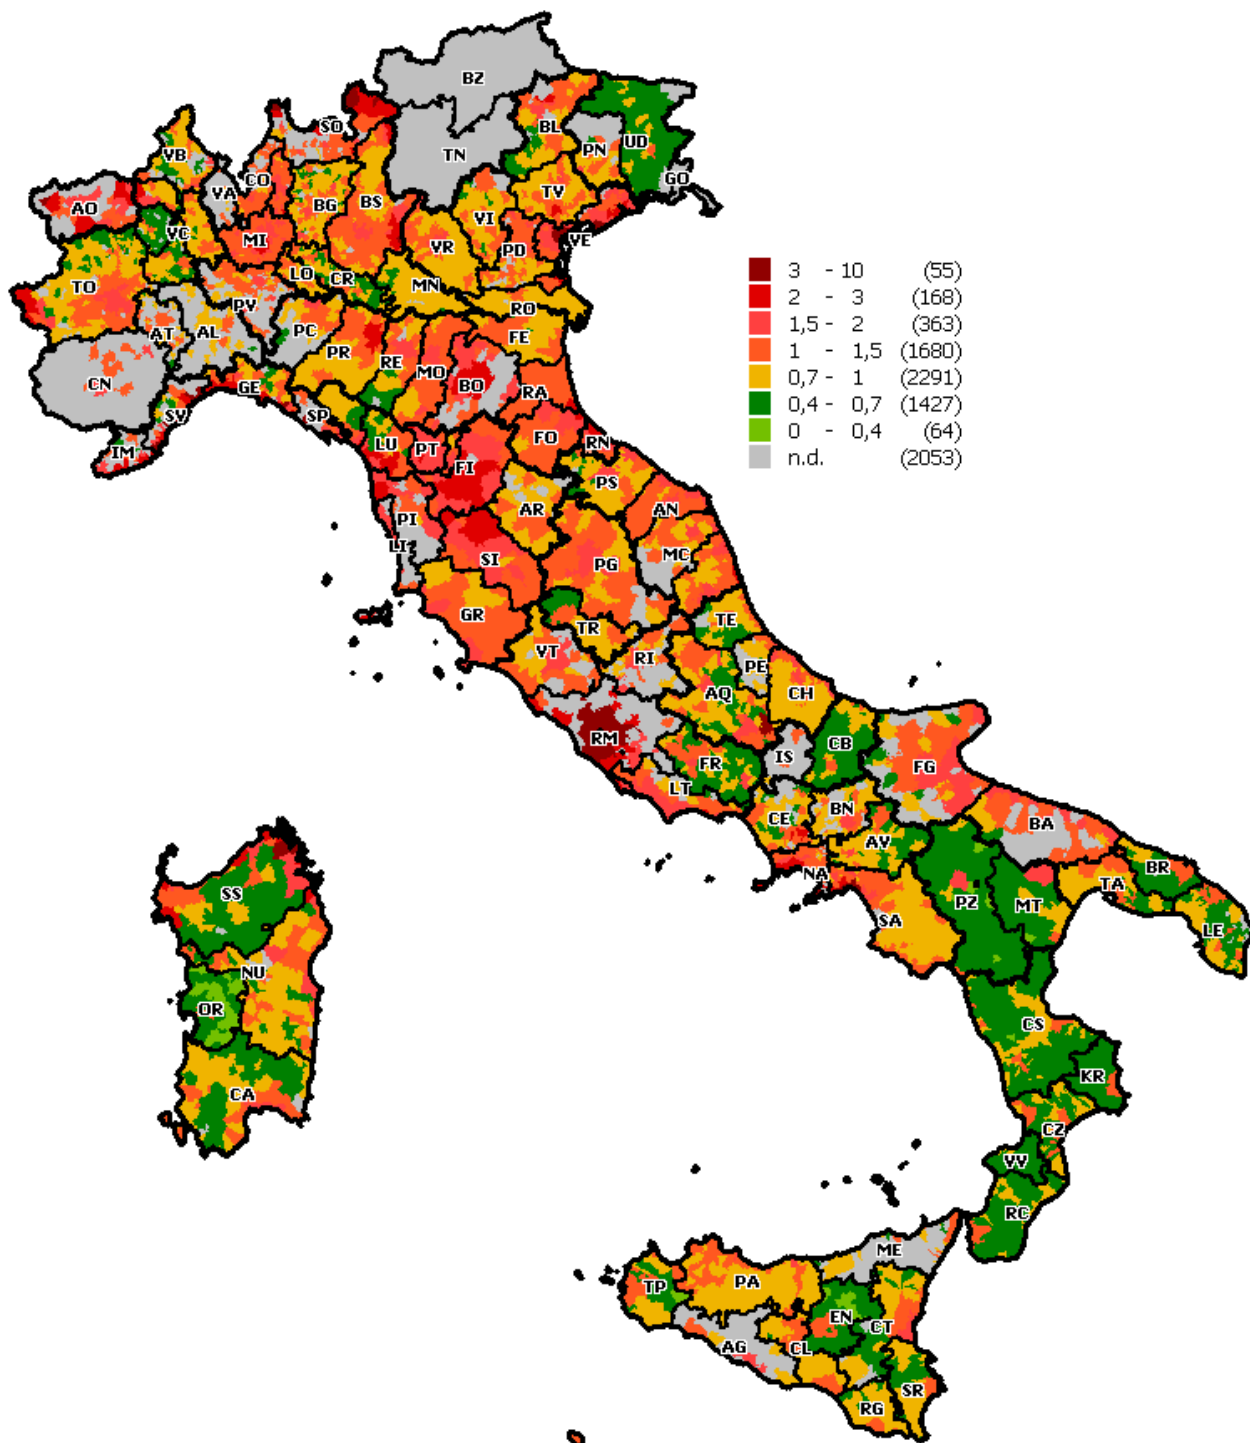 BZ
SO
BL
UD
VB
TN
PN
CO
GO
VA
AO
BG
BS
TV
VI
VC
MI
VE
VR
PD
LO
CR
MN
TO
PV
RO
AT
AL
PC
FE
PR
RE
MO
BO
CN
GE
RA
SV
SP
LU
PT
FO
RN
IM
FI
PS
AR
AN
PI
LI
SI
PG
MC
GR
TR
TE
VT
RI
PE
AQ
CH
RM
IS
CB
FR
FG
LT
CE
BN
BA
AV
NA
BR
TA
PZ
MT
SA
LE
SS
NU
OR
CS
CA
KR
CZ
VV
RC
ME
TP
PA
EN
CT
AG
CL
SR
RG
3 - 10 (55)
2 - 3 (168)
1,5 - 2 (363)
1 - 1,5 (1680)
0,7 - 1 (2291)
0,4 - 0,7 (1427)
0 - 0,4 (64)
n.d. (2053)